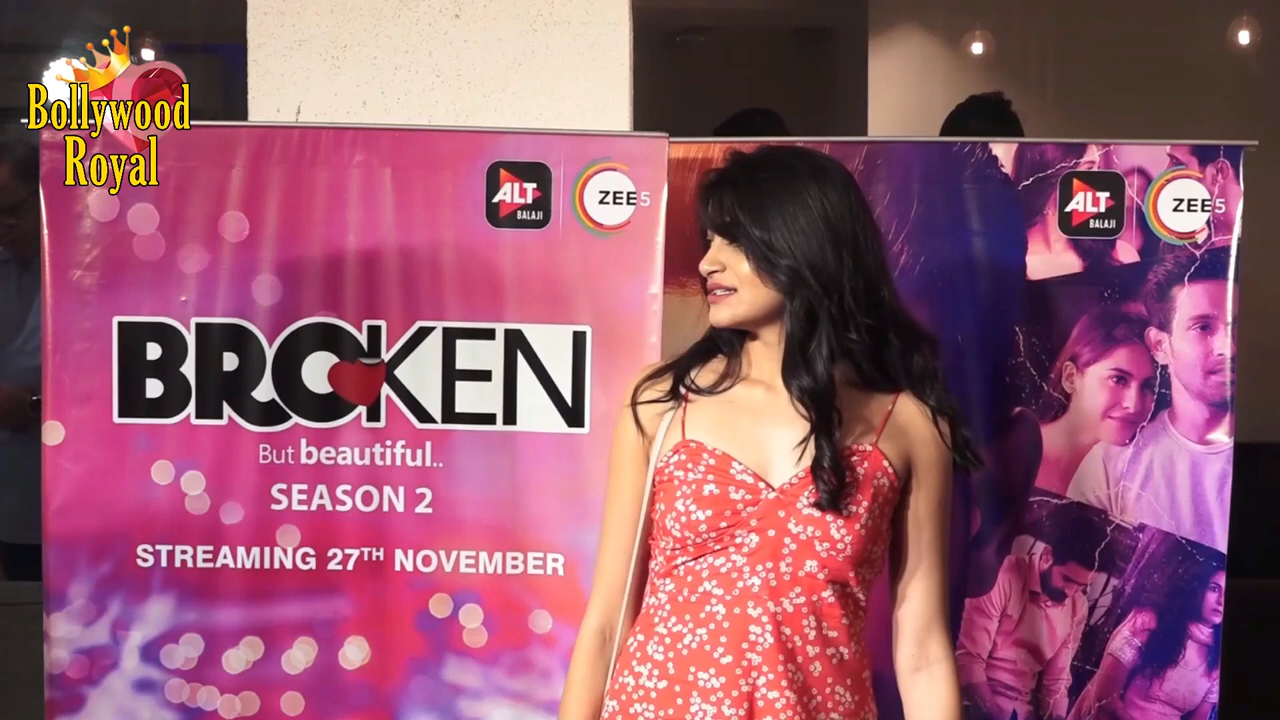 Bollywood
Royal
ALT
BALAJI
ZEE5
ALT
BALAJI
ZEE5
BROKEN
But beautiful..
SEASON 2
STREAMING 27TH NOVEMBER